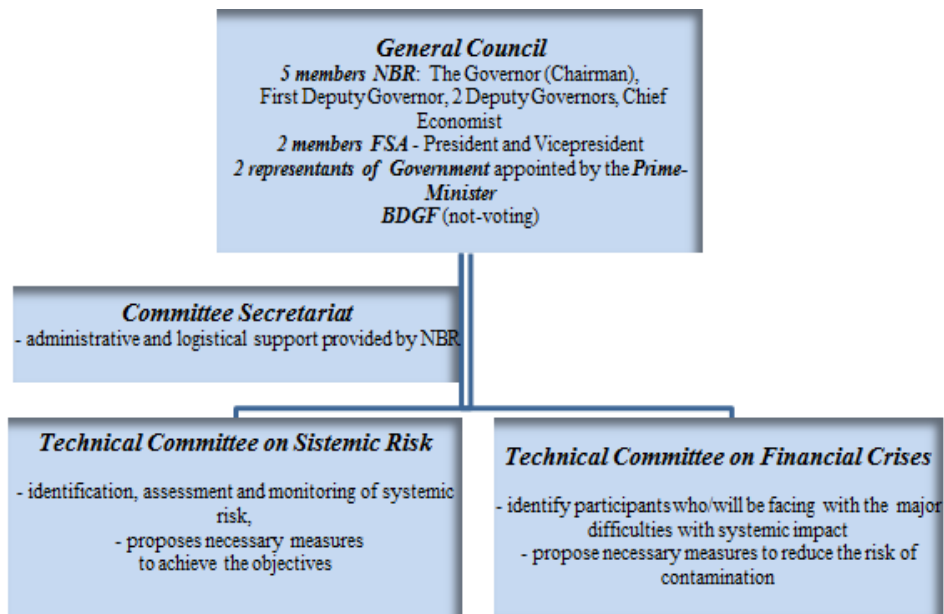 General Council
5 members NBR: The Governor (Chairman),
First Deputy Governor, 2 Deputy Governors, Chief
Economist
2 members FSA - President and Vicepresident
2 representants of Government appointed by the Prime-
Minister
BDGF (not-voting)
Committee Secretariat
- administrative and logistical support provided by NBR
Technical Committee on Sistemic Risk
- identification, assessment and monitoring of systemic
risk,
- proposes necessary measures
to achieve the objectives
Technical Committee on Financial Crises
- identify participants who/will be facing with the major
difficulties with systemic impact
- propose necessary measures to reduce the risk of
contamination